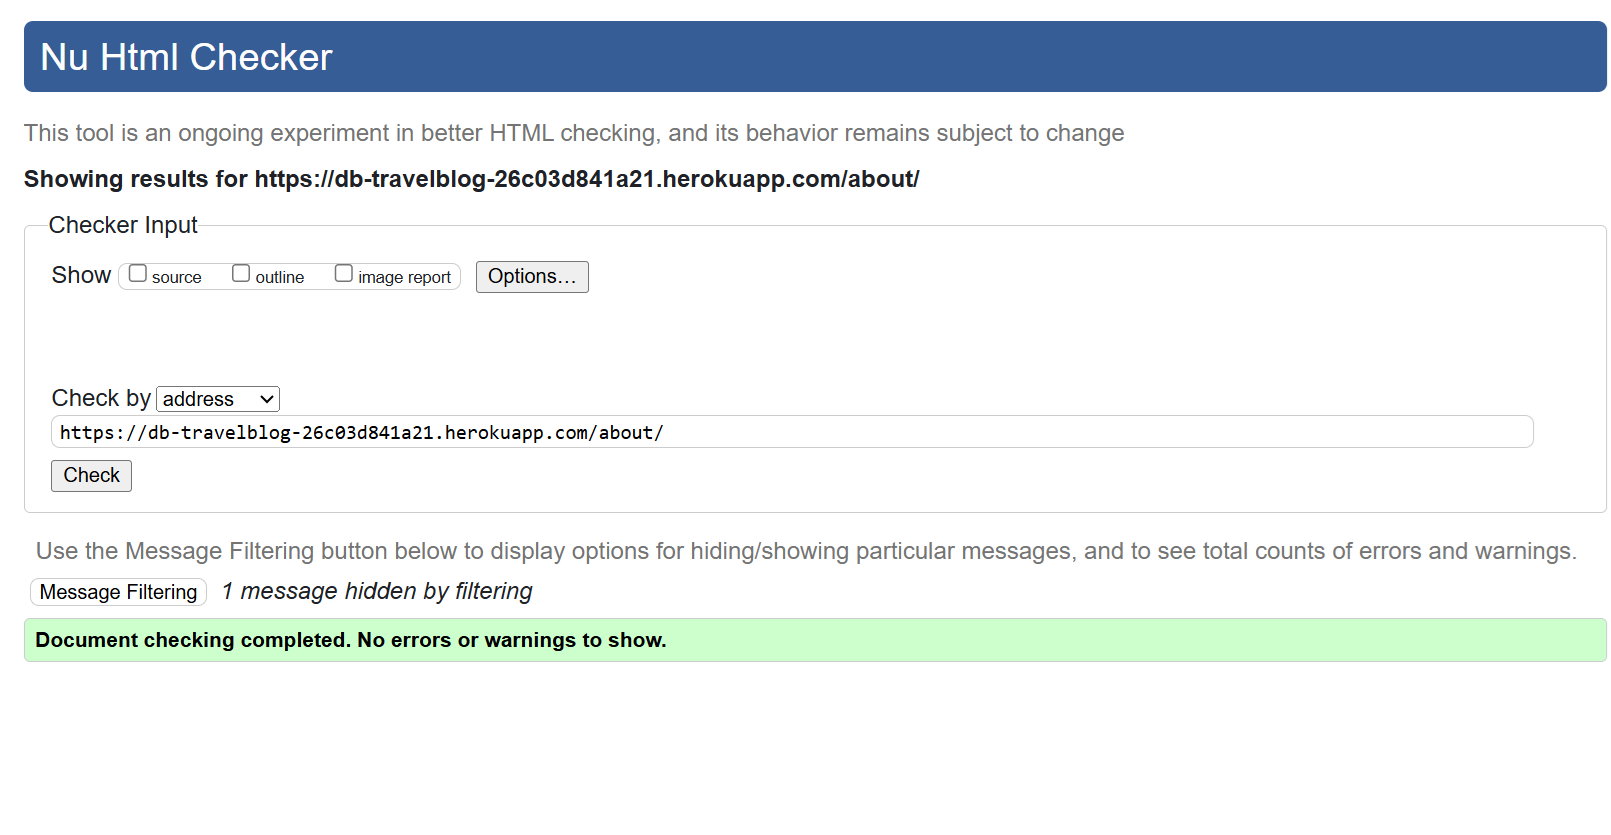 Nu Html Checker
This tool is an ongoing experiment in better HTML checking, and its behavior remains subject to change
Showing results for https://db-travelblog-26c03d841a21.herokuapp.com/about/
Checker Input
Show source outline image report Options...
Check by address
https://db-travelblog-26c03d841a21.herokuapp.com/about/
Check
Use the Message Filtering button below to display options for hiding/showing particular messages, and to see total counts of errors and warnings.
Message Filtering 1 message hidden by filtering
Document checking completed. No errors or warnings to show.